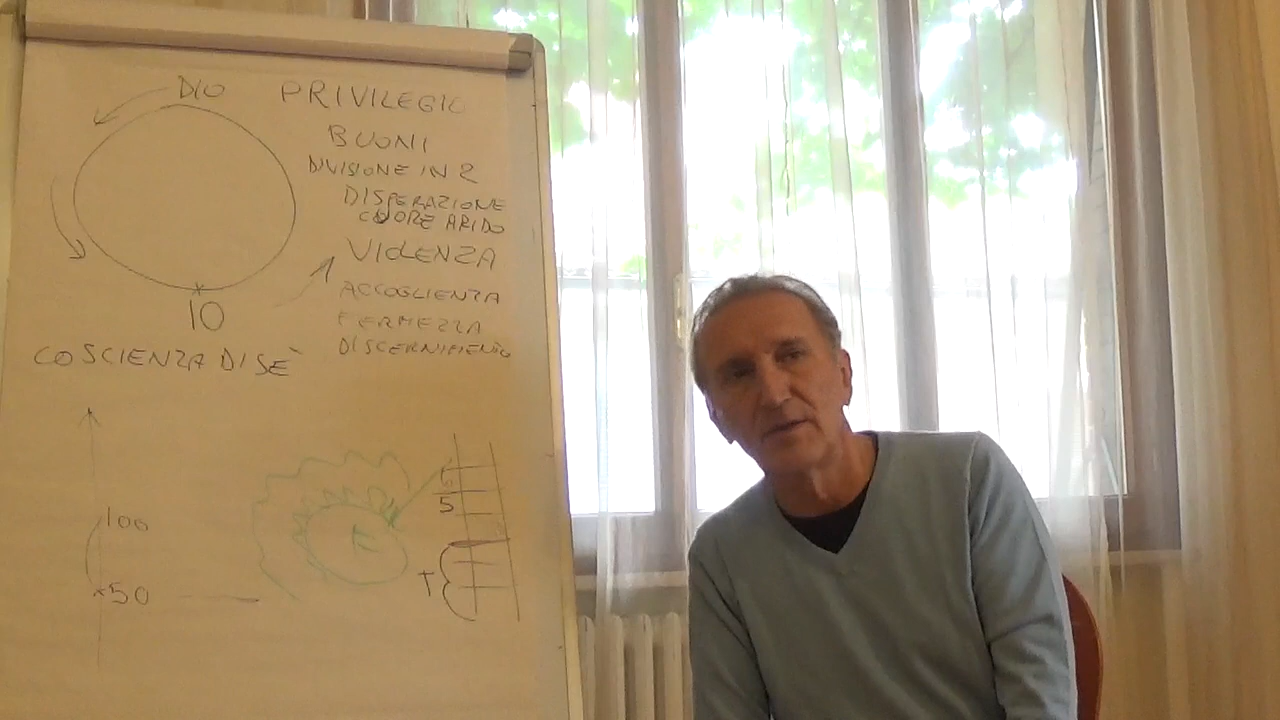 DIO PRIVILEGIO
BUONI
DIVISIONE IN 2
DISPERAZIONE
CUORE ARIDO
VIOLENZA
ACCOGLIENZA
FERMEZZA
DISCERNIMENTO
IO
COSCIENZA DI SÈ
100
50
6
5
T
E